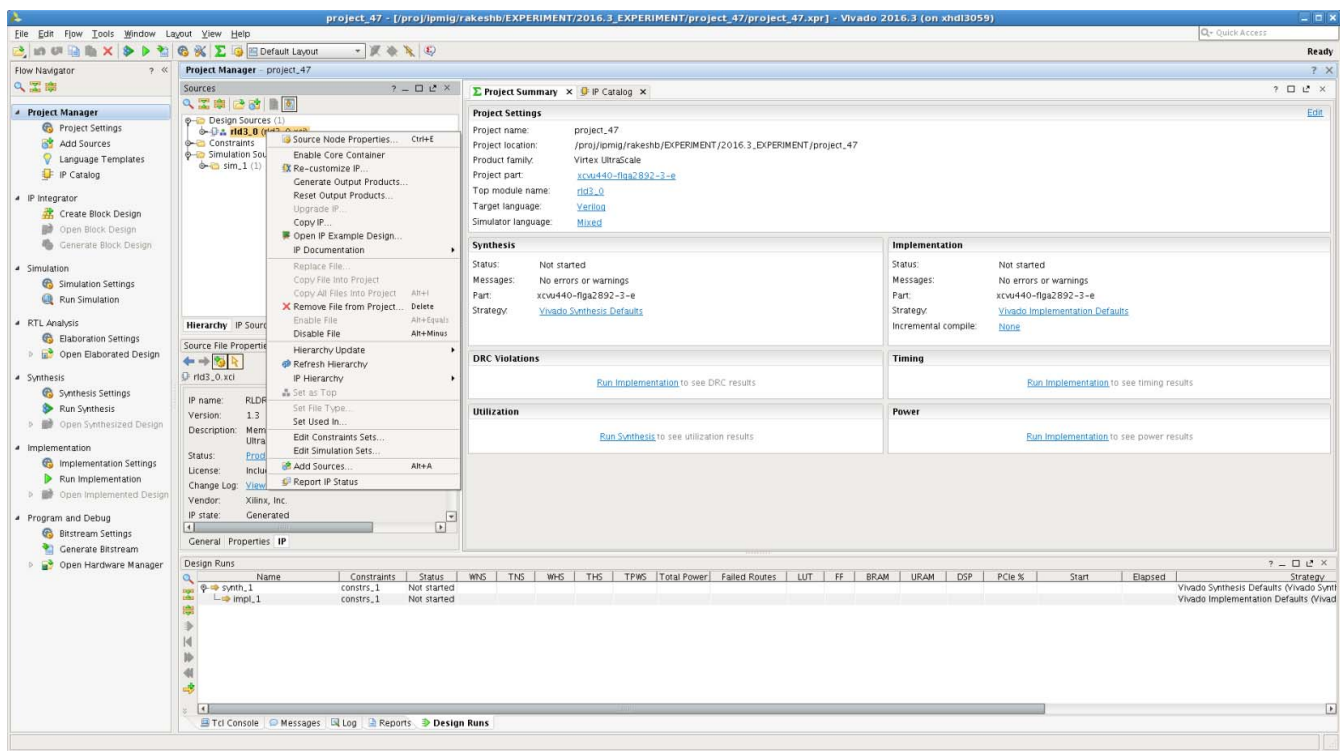 project_47 - [/proj/ipmig/rakeshb/EXPERIMENT/2016.3_EXPERIMENT/project_47/project_47.xpr] - Vivado 2016.3 (on xhdl3059)
File Edit Flow Tools Window Layout View Help
Q- Quick Access
Default Layout
Ready
Flow Navigator
Project Manager
Project Settings
Add Sources
Language Templates
IP Catalog
IP Integrator
Create Block Design
Open Block Design
Generate Block Design
Simulation
Simulation Settings
Run Simulation
RTL Analysis
Elaboration Settings
Open Elaborated Design
Synthesis
Synthesis Settings
Run Synthesis
Open Synthesized Design
Implementation
Implementation Settings
Run Implementation
Open Implemented Design
Program and Debug
Bitstream Settings
Generate Bitstream
Open Hardware Manager
Project Manager - project_47
Sources
Design Sources (1)
rld3_0
Constraints
Simulation Sou
sim_1 (1)
Hierarchy IP Sourc
Source File Propertie
rld3_0.xci
IP name: RLDR
Version: 1.3
Description: Mem
Ultra
Status: Prod
License: Inclu
Change Log: View
Vendor: Xilinx, Inc.
IP state: Generated
General Properties IP
Source Node Properties... Ctrl+E
Enable Core Container
Re-customize IP...
Generate Output Products...
Reset Output Products...
Upgrade IP...
Copy IP...
Open IP Example Design...
IP Documentation
Replace File...
Copy File Into Project
Copy All Files Into Project Alt+I
Remove File from Project... Delete
Enable File Alt+Equals
Disable File Alt+Minus
Hierarchy Update
Refresh Hierarchy
IP Hierarchy
Set as Top
Set File Type...
Set Used In...
Edit Constraints Sets...
Edit Simulation Sets...
Add Sources... Alt+A
Report IP Status
Project Summary IP Catalog
Project Settings Edit
Project name: project_47
Project location: /proj/ipmig/rakeshb/EXPERIMENT/2016.3_EXPERIMENT/project_47
Product family: Virtex UltraScale
Project part: xcvu440-flga2892-3-e
Top module name: rld3_0
Target language: Verilog
Simulator language: Mixed
Synthesis
Status: Not started
Messages: No errors or warnings
Part: xcvu440-flga2892-3-e
Strategy: Vivado Synthesis Defaults
Implementation
Status: Not started
Messages: No errors or warnings
Part: xcvu440-flga2892-3-e
Strategy: Vivado Implementation Defaults
Incremental compile: None
DRC Violations
Run Implementation to see DRC results
Timing
Run Implementation to see timing results
Utilization
Run Synthesis to see utilization results
Power
Run Implementation to see power results
Design Runs
Name Constraints Status WNS TNS WHS THS TPWS Total Power Failed Routes LUT FF BRAM URAM DSP PCIe % Start Elapsed Strategy
synth_1 constrs_1 Not started Vivado Synthesis Defaults (Vivado Synth
impl_1 constrs_1 Not started Vivado Implementation Defaults (Vivad
Tcl Console Messages Log Reports Design Runs